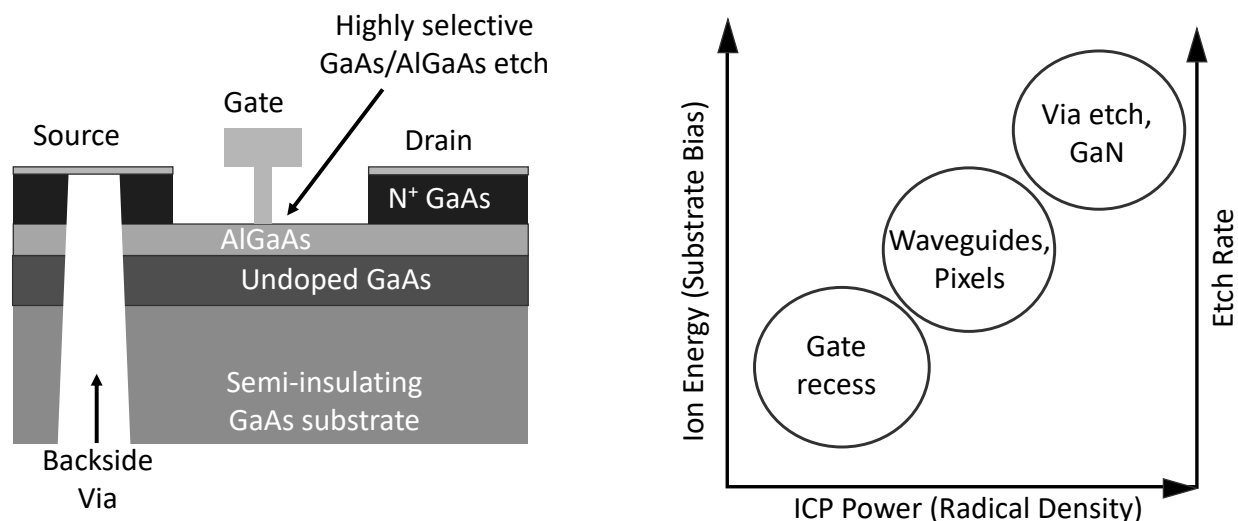 Highly selective
GaAs/AlGaAs etch
Gate
Source
Drain
N⁺ GaAs
AlGaAs
Undoped GaAs
Semi-insulating
GaAs substrate
Backside
Via
Ion Energy (Substrate Bias)
Via etch,
GaN
Waveguides,
Pixels
Gate
recess
Etch Rate
ICP Power (Radical Density)